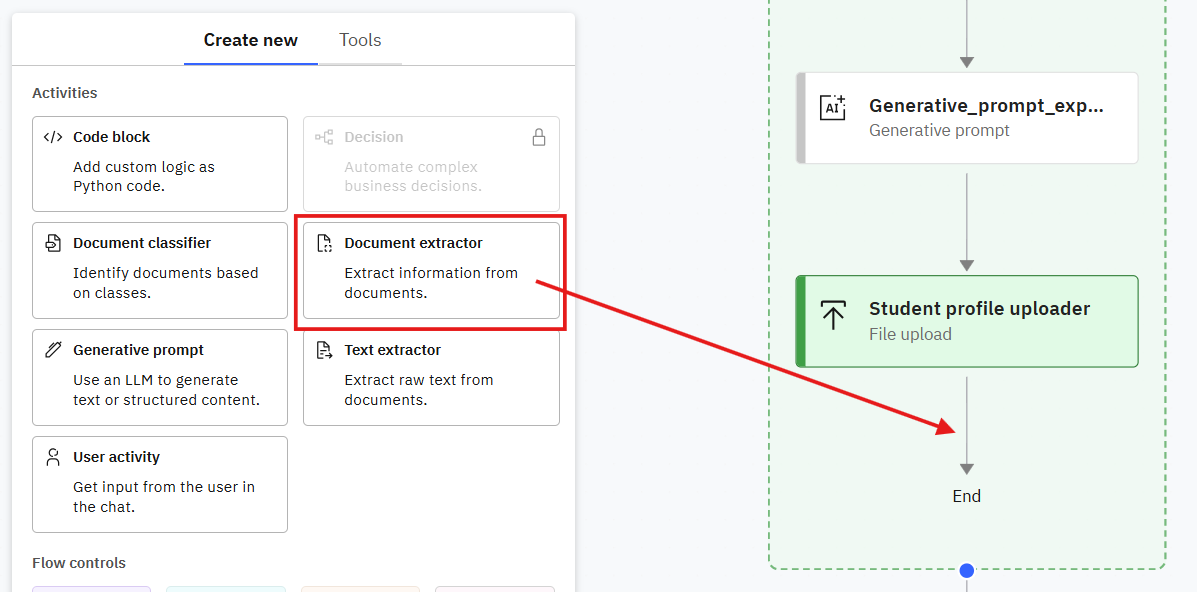 Create new
Tools
Activities
Code block
Add custom logic as
Python code.
Decision
Automate complex
business decisions.
Document classifier
Identify documents based
on classes.
Document extractor
Extract information from
documents.
Generative prompt
Use an LLM to generate
text or structured content.
Text extractor
Extract raw text from
documents.
User activity
Get input from the user in
the chat.
Flow controls
AI
Generative_prompt_exp...
Generative prompt
Student profile uploader
File upload
End